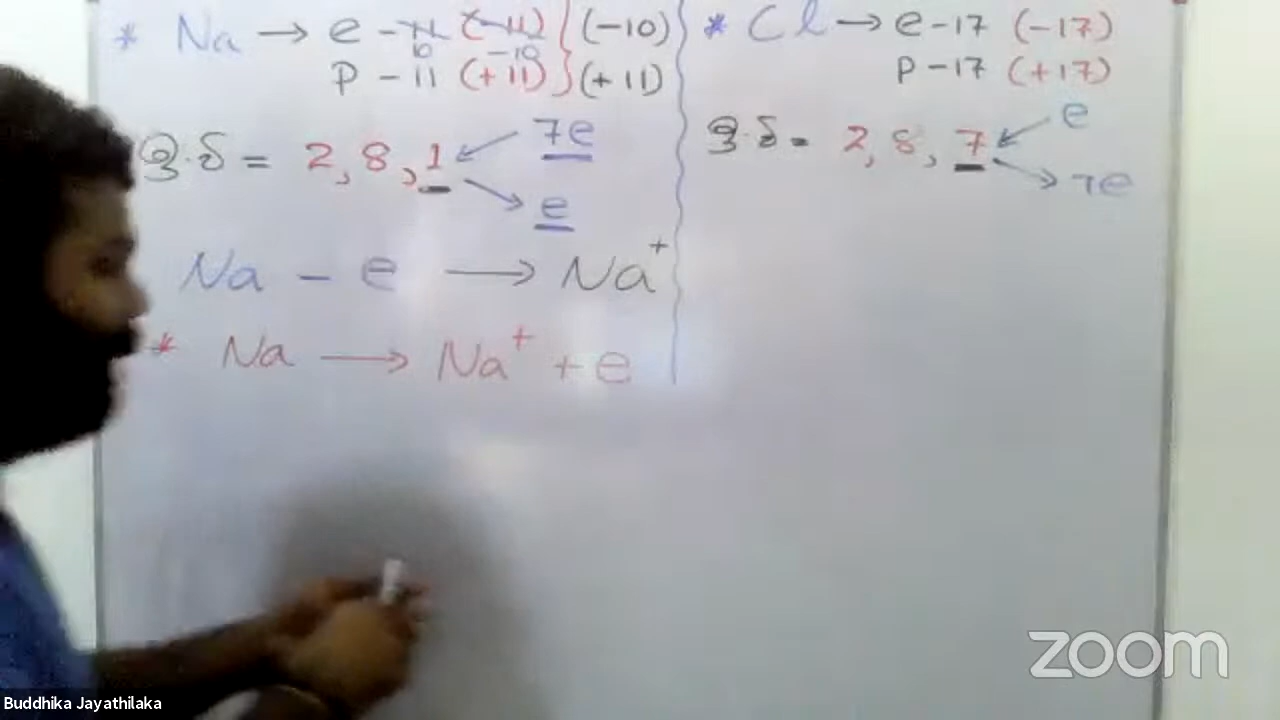 * Na → e - 11 (-11) (-10)
10 -10
p - 11 (+11) (+11)
= 2, 8, 1
7e
e
Na - e → Na⁺
* Na → Na⁺ + e
* Cl → e - 17 (-17)
p - 17 (+17)
= 2, 8, 7
e
7e
zoom
Buddhika Jayathilaka